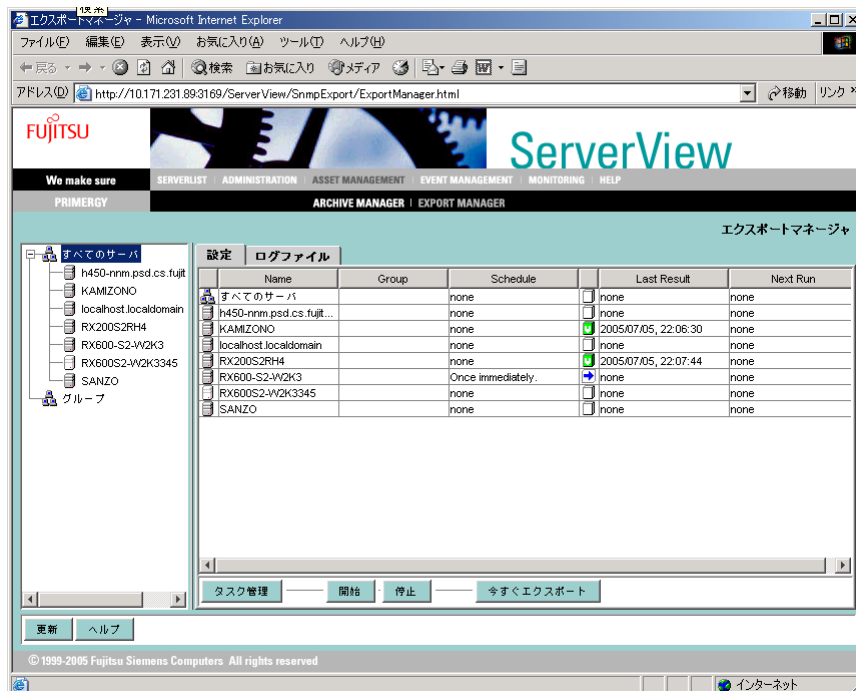 検索
エクスポートマネージャ - Microsoft Internet Explorer
ファイル(F) 編集(E) 表示(V) お気に入り(A) ツール(T) ヘルプ(H)
戻る 検索 お気に入り メディア
アドレス(D) http://10.171.231.89:3169/ServerView/SnmpExport/ExportManager.html 移動 リンク
FUJITSU
ServerView
We make sure SERVERLIST ADMINISTRATION ASSET MANAGEMENT EVENT MANAGEMENT MONITORING HELP
PRIMERGY ARCHIVE MANAGER EXPORT MANAGER
エクスポートマネージャ
すべてのサーバ
h450-nnm.psd.cs.fujit
KAMIZONO
localhost.localdomain
RX200S2RH4
RX600-S2-W2K3
RX600S2-W2K3345
SANZO
グループ
設定 ログファイル
Name Group Schedule Last Result Next Run
すべてのサーバ none none none
h450-nnm.psd.cs.fujit... none none none
KAMIZONO none 2005/07/05, 22:06:30 none
localhost.localdomain none none none
RX200S2RH4 none 2005/07/05, 22:07:44 none
RX600-S2-W2K3 Once immediately. none none
RX600S2-W2K3345 none none none
SANZO none none none
タスク管理 開始 停止 今すぐエクスポート
更新 ヘルプ
© 1999-2005 Fujitsu Siemens Computers All rights reserved
インターネット